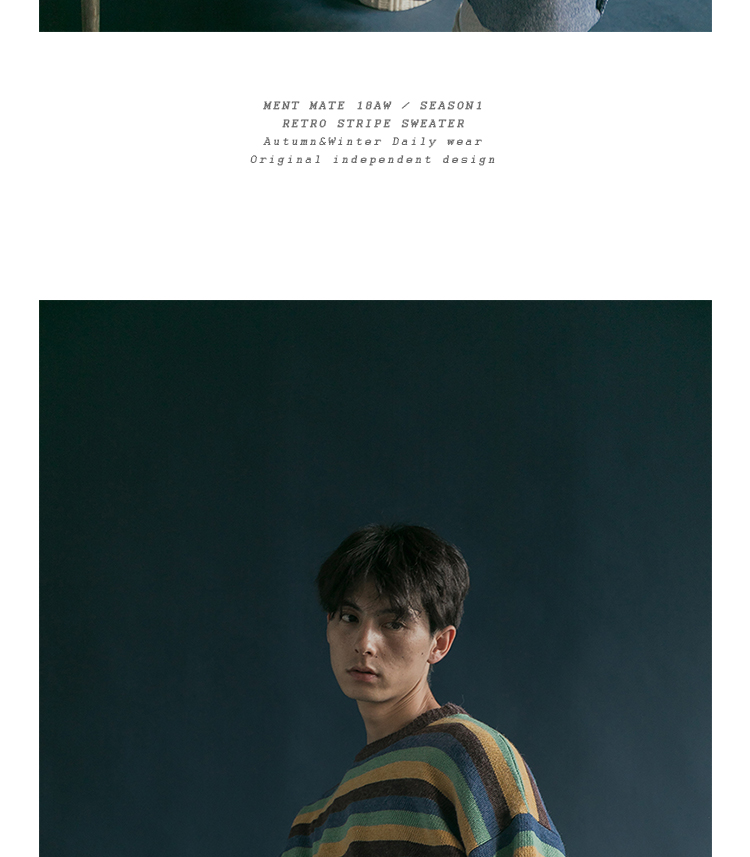 MENT MATE 18AW / SEASON1
RETRO STRIPE SWEATER
Autumn&Winter Daily wear
Original independent design